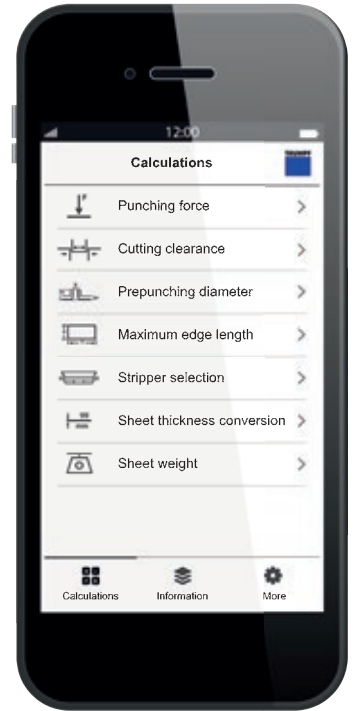 12:00
Calculations
TRUMPF
Punching force
Cutting clearance
Prepunching diameter
Maximum edge length
Stripper selection
Sheet thickness conversion
Sheet weight
Calculations Information More